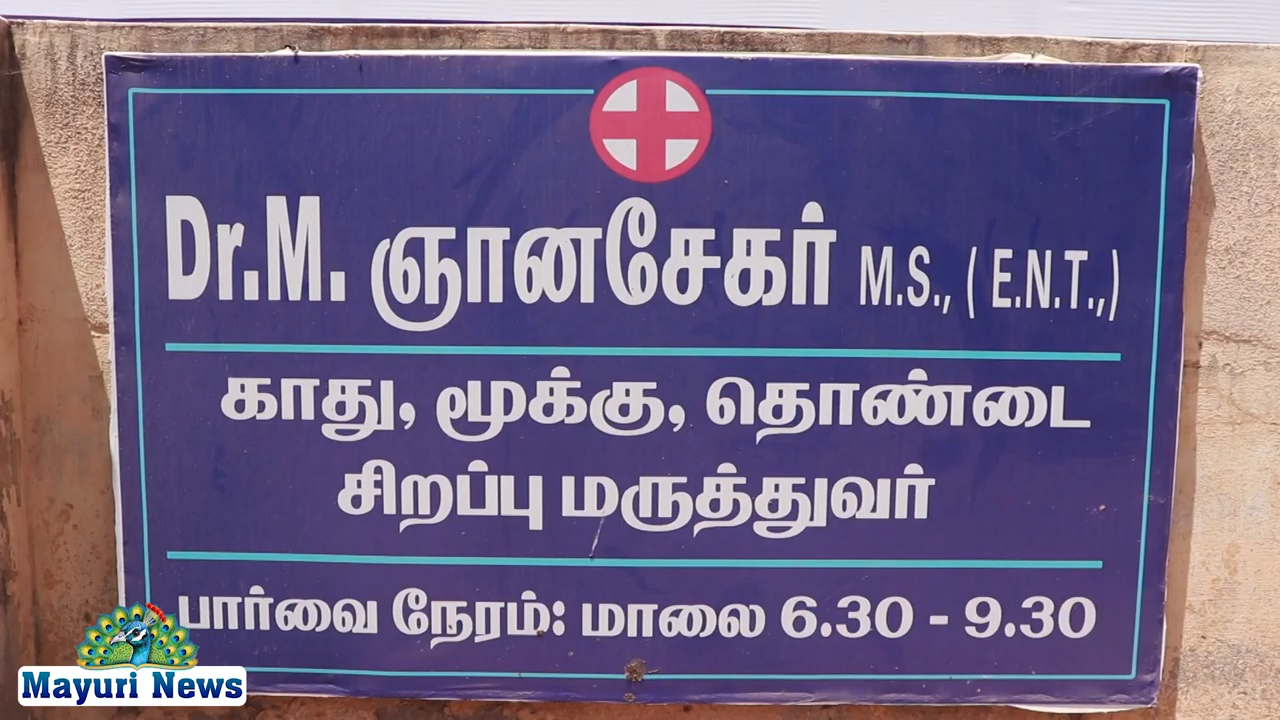 Dr.M. ஞானசேகர் M.S., ( E.N.T.,)
காது, மூக்கு, தொண்டை
சிறப்பு மருத்துவர்
பார்வை நேரம்: மாலை 6.30 - 9.30
Mayuri News